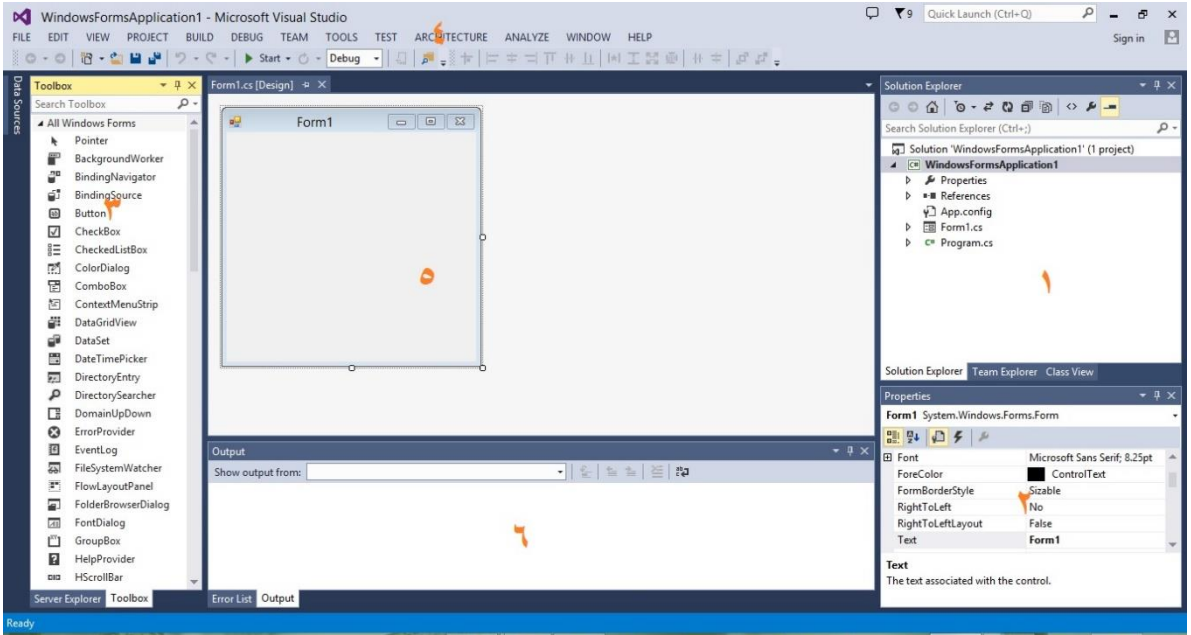 WindowsFormsApplication1 - Microsoft Visual Studio
9
Quick Launch (Ctrl+Q)
FILE EDIT VIEW PROJECT BUILD DEBUG TEAM TOOLS TEST ARCHITECTURE ANALYZE WINDOW HELP
Sign in
Start
Debug
۴
Data Sources
Toolbox
Search Toolbox
All Windows Forms
Pointer
BackgroundWorker
BindingNavigator
BindingSource
Button
۳
CheckBox
CheckedListBox
ColorDialog
ComboBox
ContextMenuStrip
DataGridView
DataSet
DateTimePicker
DirectoryEntry
DirectorySearcher
DomainUpDown
ErrorProvider
EventLog
FileSystemWatcher
FlowLayoutPanel
FolderBrowserDialog
FontDialog
GroupBox
HelpProvider
HScrollBar
Server Explorer Toolbox
Form1.cs [Design]
Form1
۵
Output
Show output from:
٦
Error List Output
Solution Explorer
Search Solution Explorer (Ctrl+;)
Solution 'WindowsFormsApplication1' (1 project)
WindowsFormsApplication1
Properties
References
App.config
Form1.cs
Program.cs
۱
Solution Explorer Team Explorer Class View
Properties
Form1 System.Windows.Forms.Form
Font Microsoft Sans Serif; 8.25pt
ForeColor ControlText
FormBorderStyle Sizable
RightToLeft No
۲
RightToLeftLayout False
Text Form1
Text
The text associated with the control.
Ready